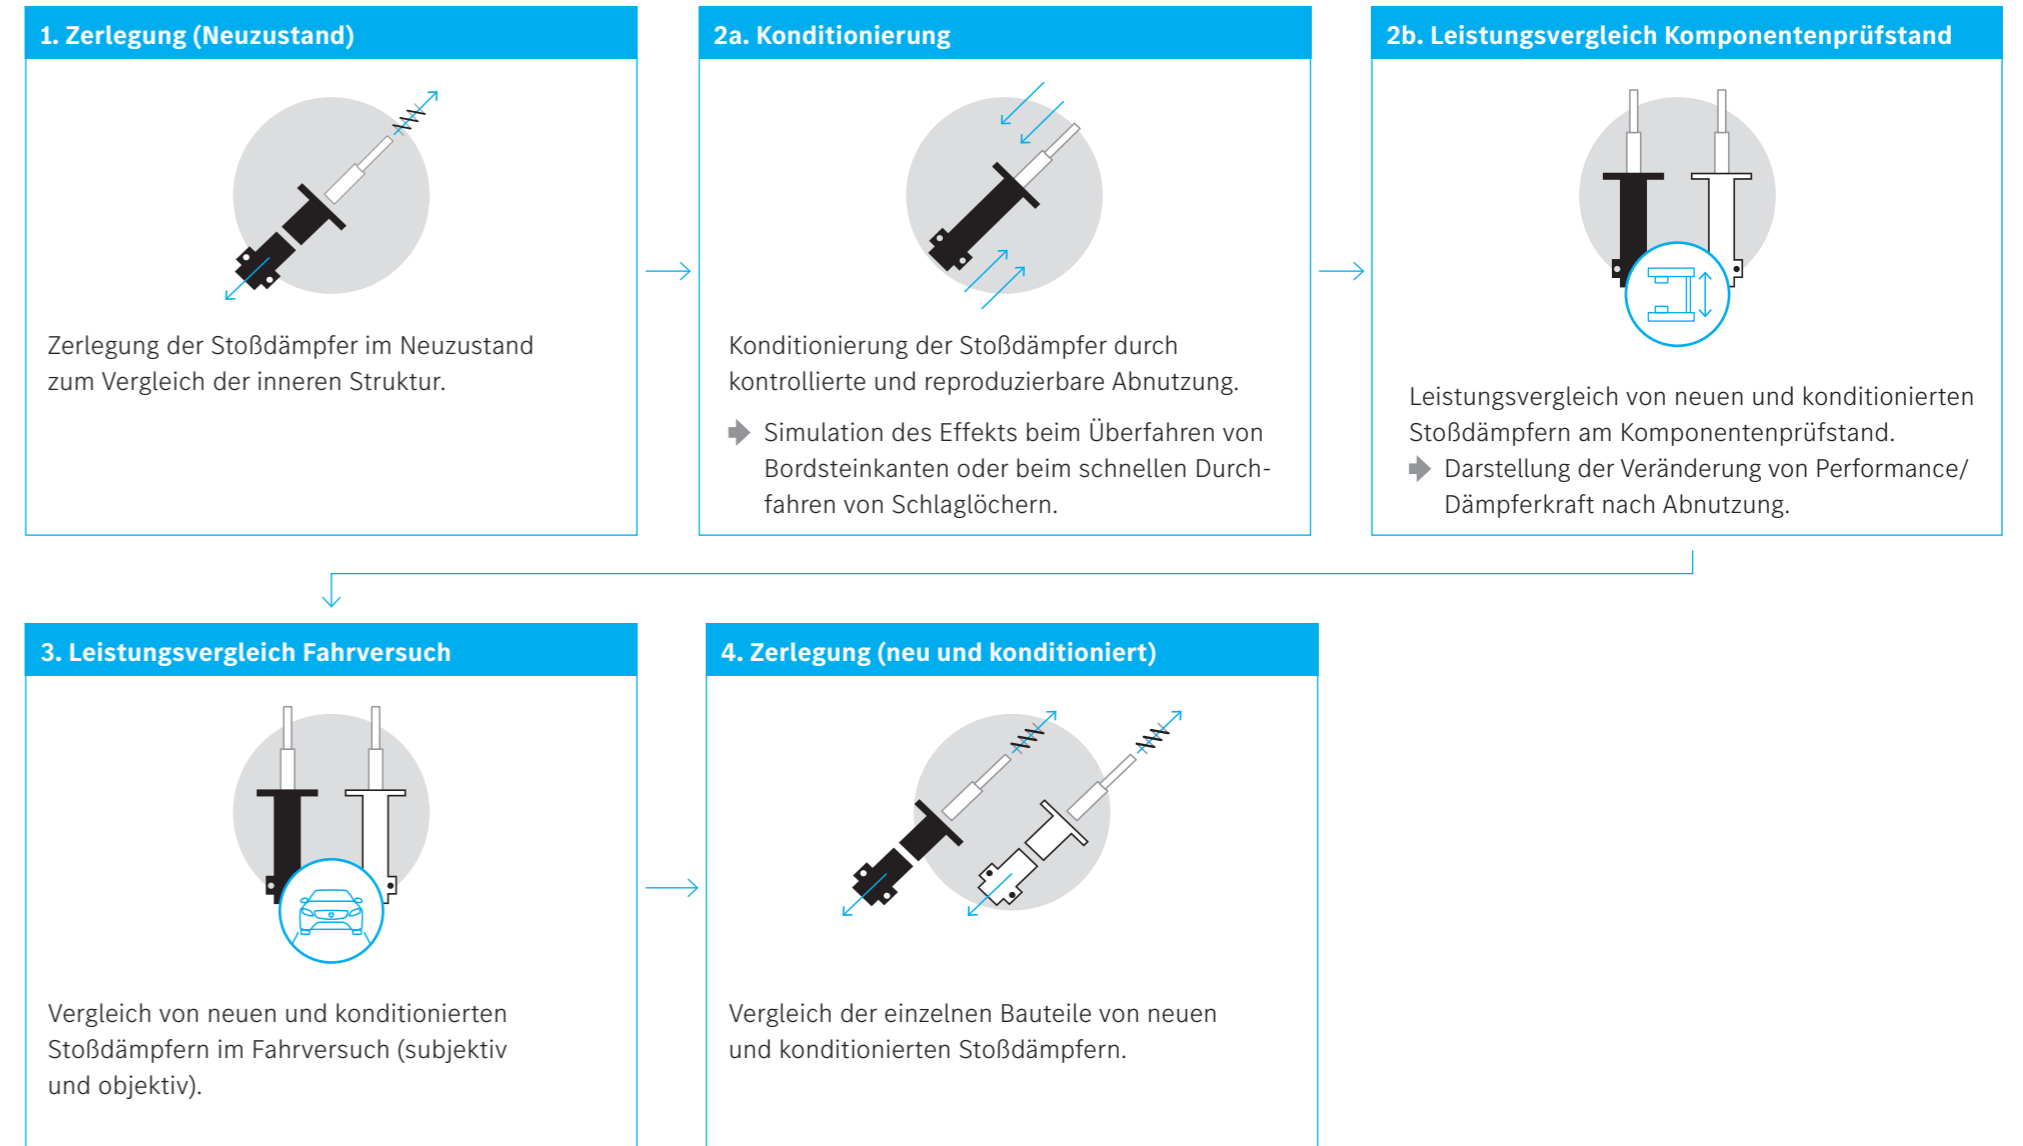 1. Zerlegung (Neuzustand)
Zerlegung der Stoßdämpfer im Neuzustand
zum Vergleich der inneren Struktur.
2a. Konditionierung
Konditionierung der Stoßdämpfer durch
kontrollierte und reproduzierbare Abnutzung.
Simulation des Effekts beim Überfahren von
Bordsteinkanten oder beim schnellen Durch-
fahren von Schlaglöchern.
2b. Leistungsvergleich Komponentenprüfstand
Leistungsvergleich von neuen und konditionierten
Stoßdämpfern am Komponentenprüfstand.
Darstellung der Veränderung von Performance/
Dämpferkraft nach Abnutzung.
3. Leistungsvergleich Fahrversuch
Vergleich von neuen und konditionierten
Stoßdämpfern im Fahrversuch (subjektiv
und objektiv).
4. Zerlegung (neu und konditioniert)
Vergleich der einzelnen Bauteile von neuen
und konditionierten Stoßdämpfern.